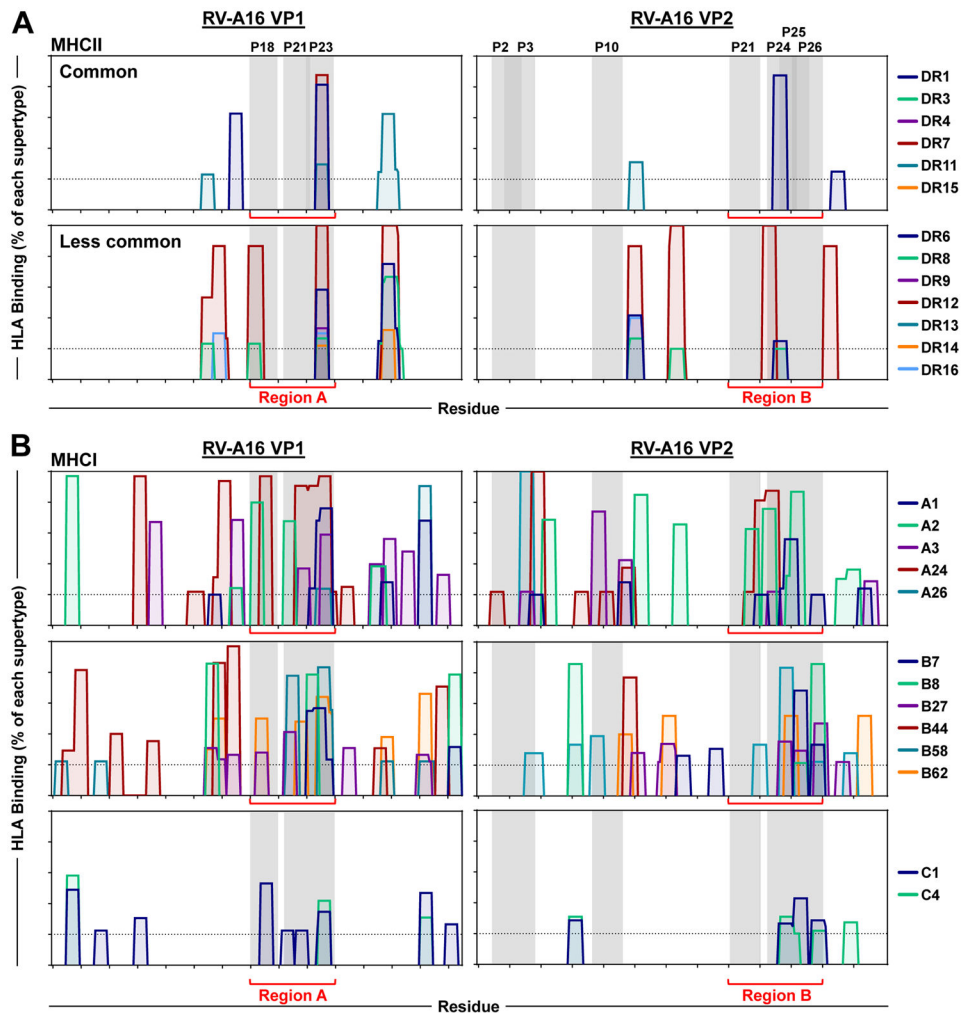 A
RV-A16 VP1
RV-A16 VP2
MHCII
P18
P21
P23
P2
P3
P10
P21
P24
P25
P26
Common
DR1
DR3
DR4
DR7
DR11
DR15
Less common
DR6
DR8
DR9
DR12
DR13
DR14
DR16
HLA Binding (% of each supertype)
Region A
Region B
Residue
B
RV-A16 VP1
RV-A16 VP2
MHCI
A1
A2
A3
A24
A26
B7
B8
B27
B44
B58
B62
C1
C4
HLA Binding (% of each supertype)
Region A
Region B
Residue